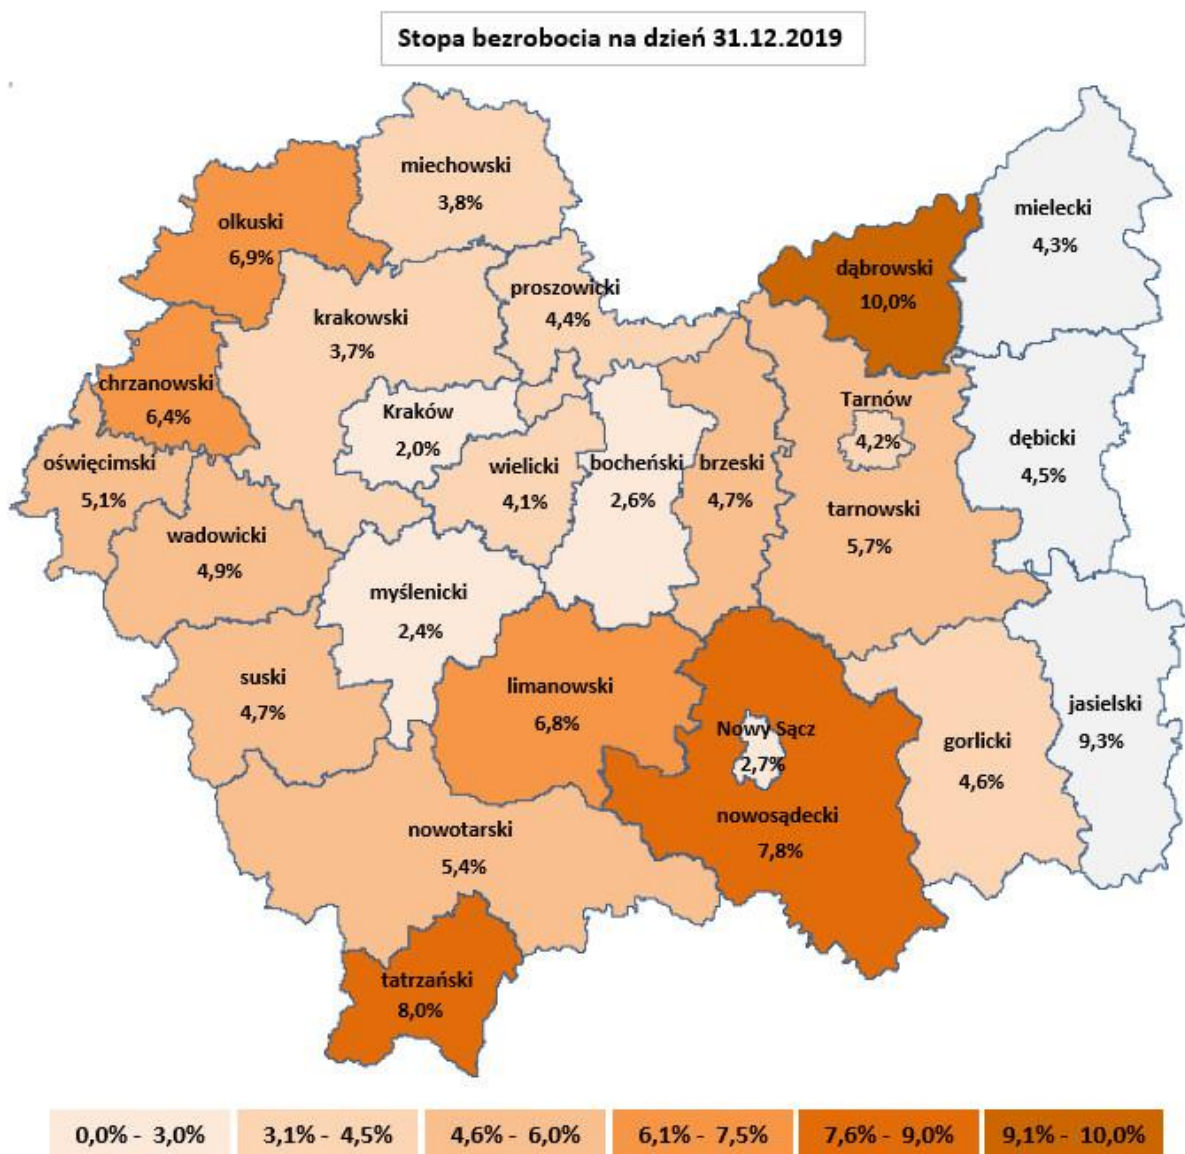 Stopa bezrobocia na dzień 31.12.2019
miechowski
3,8%
olkuski
6,9%
mielecki
4,3%
dąbrowski
10,0%
proszowicki
4,4%
krakowski
3,7%
chrzanowski
6,4%
Kraków
2,0%
Tarnów
4,2%
oświęcimski
5,1%
wielicki
4,1%
bocheński
2,6%
brzeski
4,7%
dębicki
4,5%
tarnowski
5,7%
wadowicki
4,9%
myślenicki
2,4%
suski
4,7%
limanowski
6,8%
Nowy Sącz
2,7%
gorlicki
4,6%
jasielski
9,3%
nowosądecki
7,8%
nowotarski
5,4%
tatrzański
8,0%
0,0% - 3,0%
3,1% - 4,5%
4,6% - 6,0%
6,1% - 7,5%
7,6% - 9,0%
9,1% - 10,0%